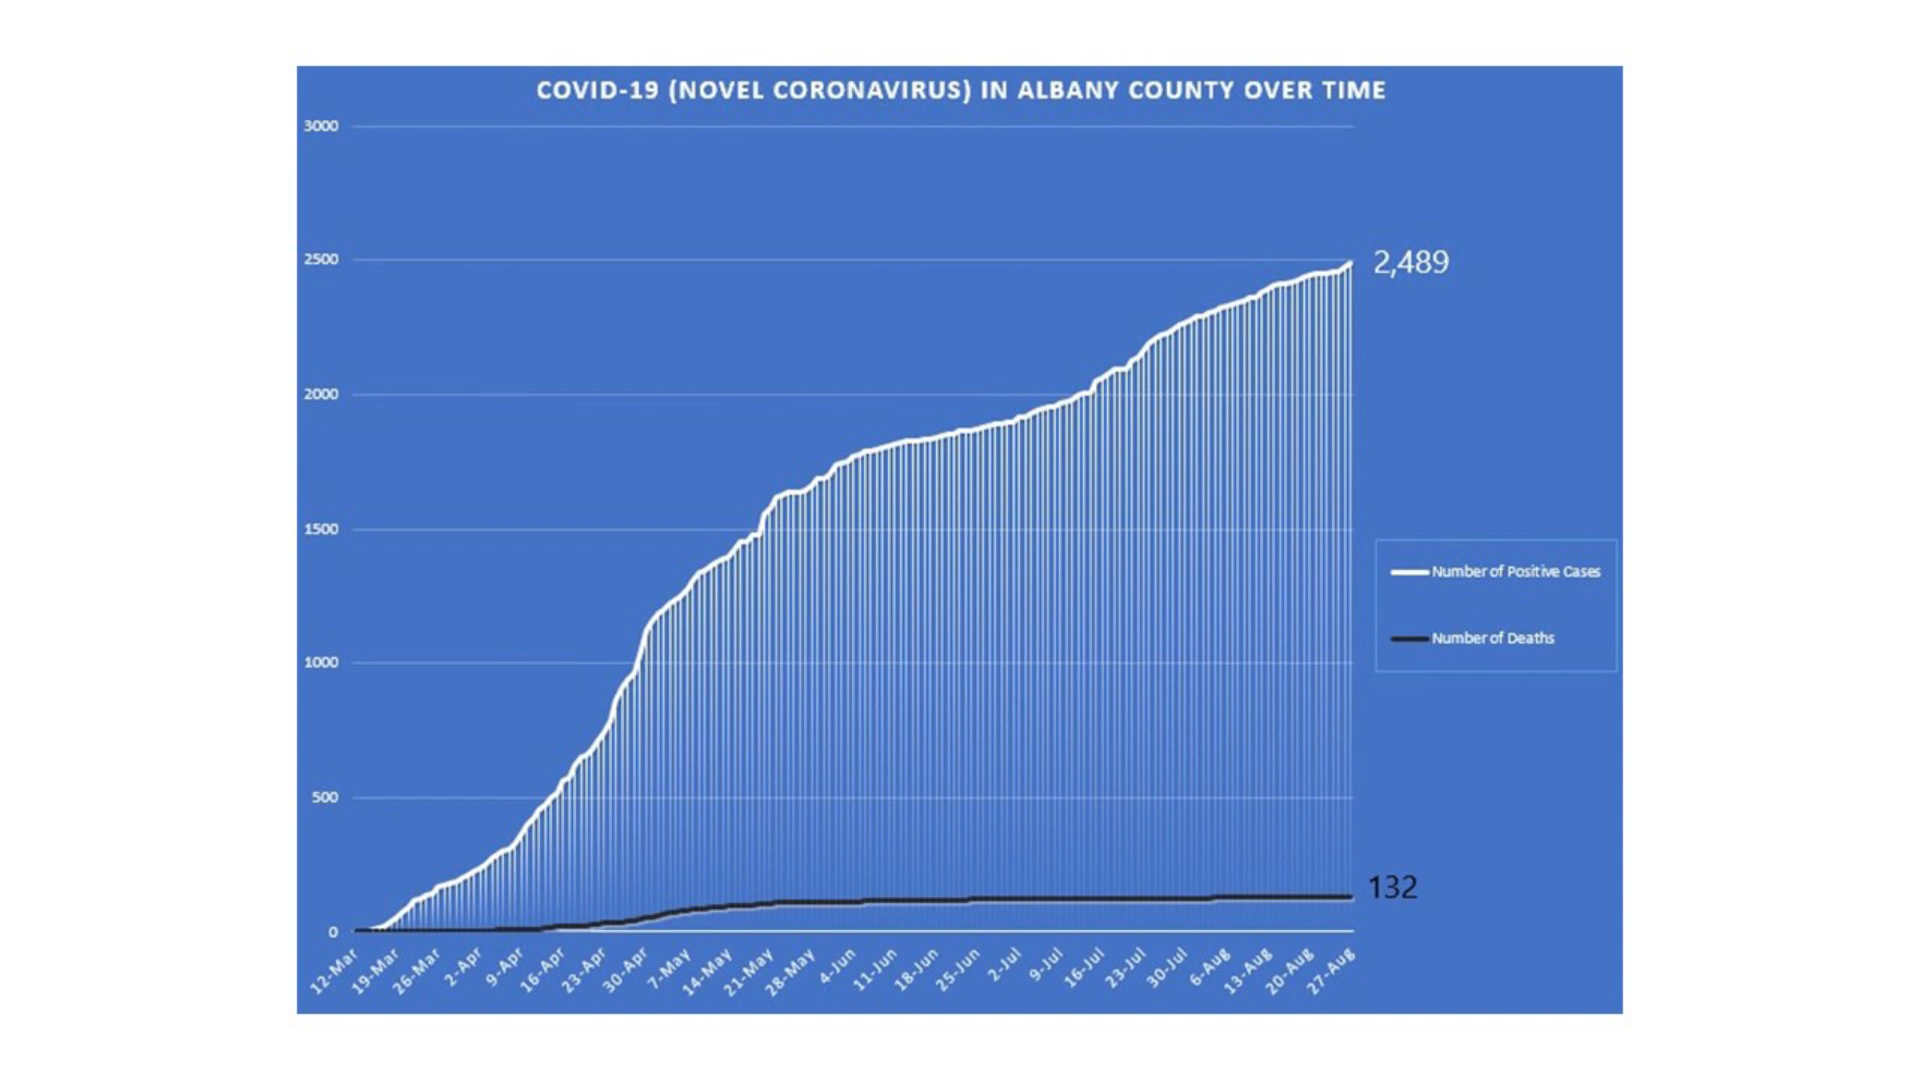 COVID-19 (NOVEL CORONAVIRUS) IN ALBANY COUNTY OVER TIME
3000
2500
2,489
2000
1500
Number of Positive Cases
Number of Deaths
1000
500
132
0
12-Mar
19-Mar
26-Mar
2-Apr
9-Apr
16-Apr
23-Apr
30-Apr
7-May
14-May
21-May
28-May
4-Jun
11-Jun
18-Jun
25-Jun
2-Jul
9-Jul
16-Jul
23-Jul
30-Jul
6-Aug
13-Aug
20-Aug
27-Aug